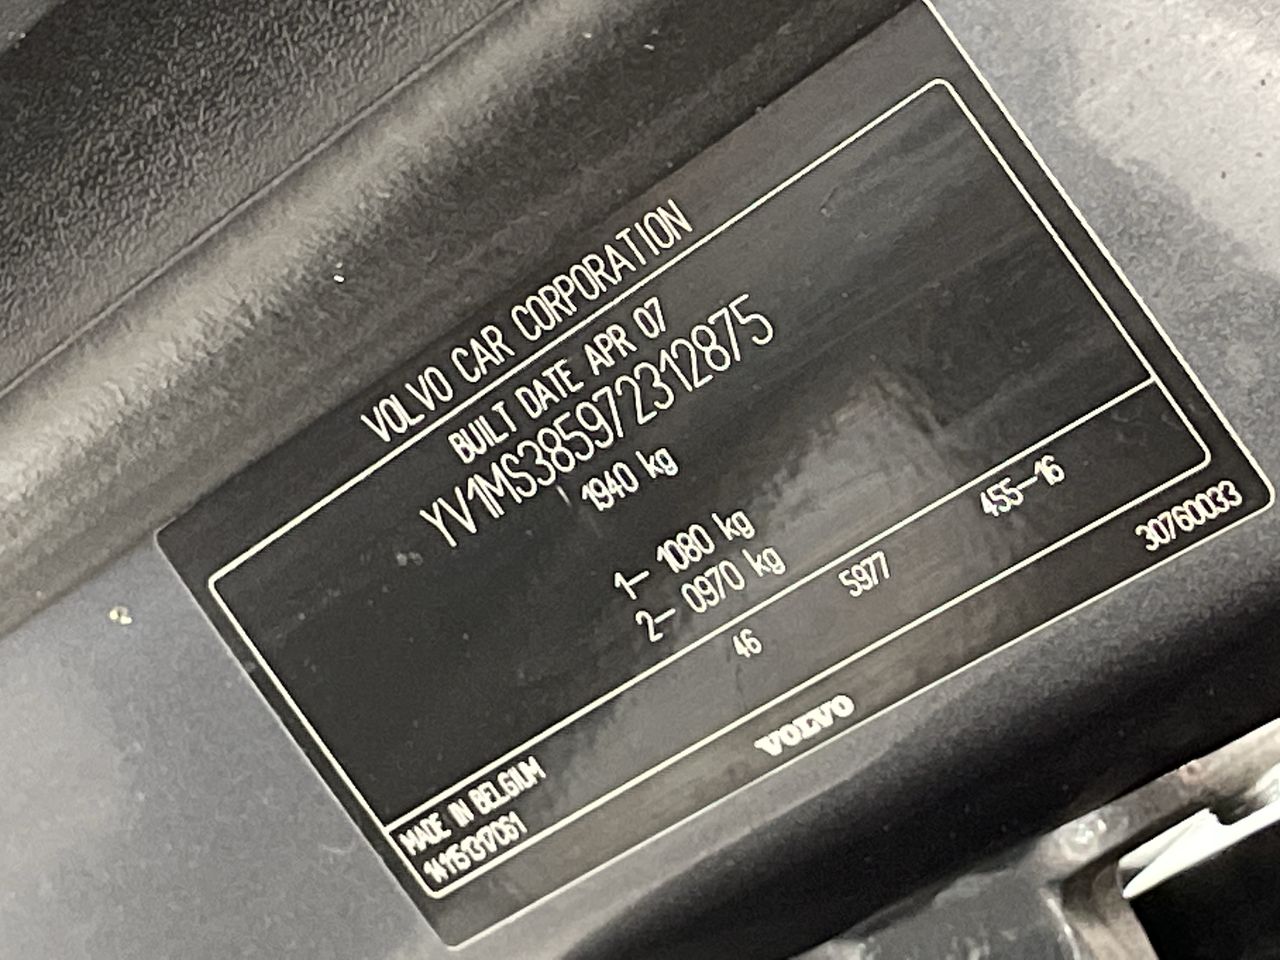 VOLVO CAR CORPORATION
BUILT DATE APR 07
YV1MS385972312875
1940 kg
1- 1080 kg
2- 0970 kg
46 5977 455-16
MADE IN BELGIUM
141151317061
VOLVO 30760033